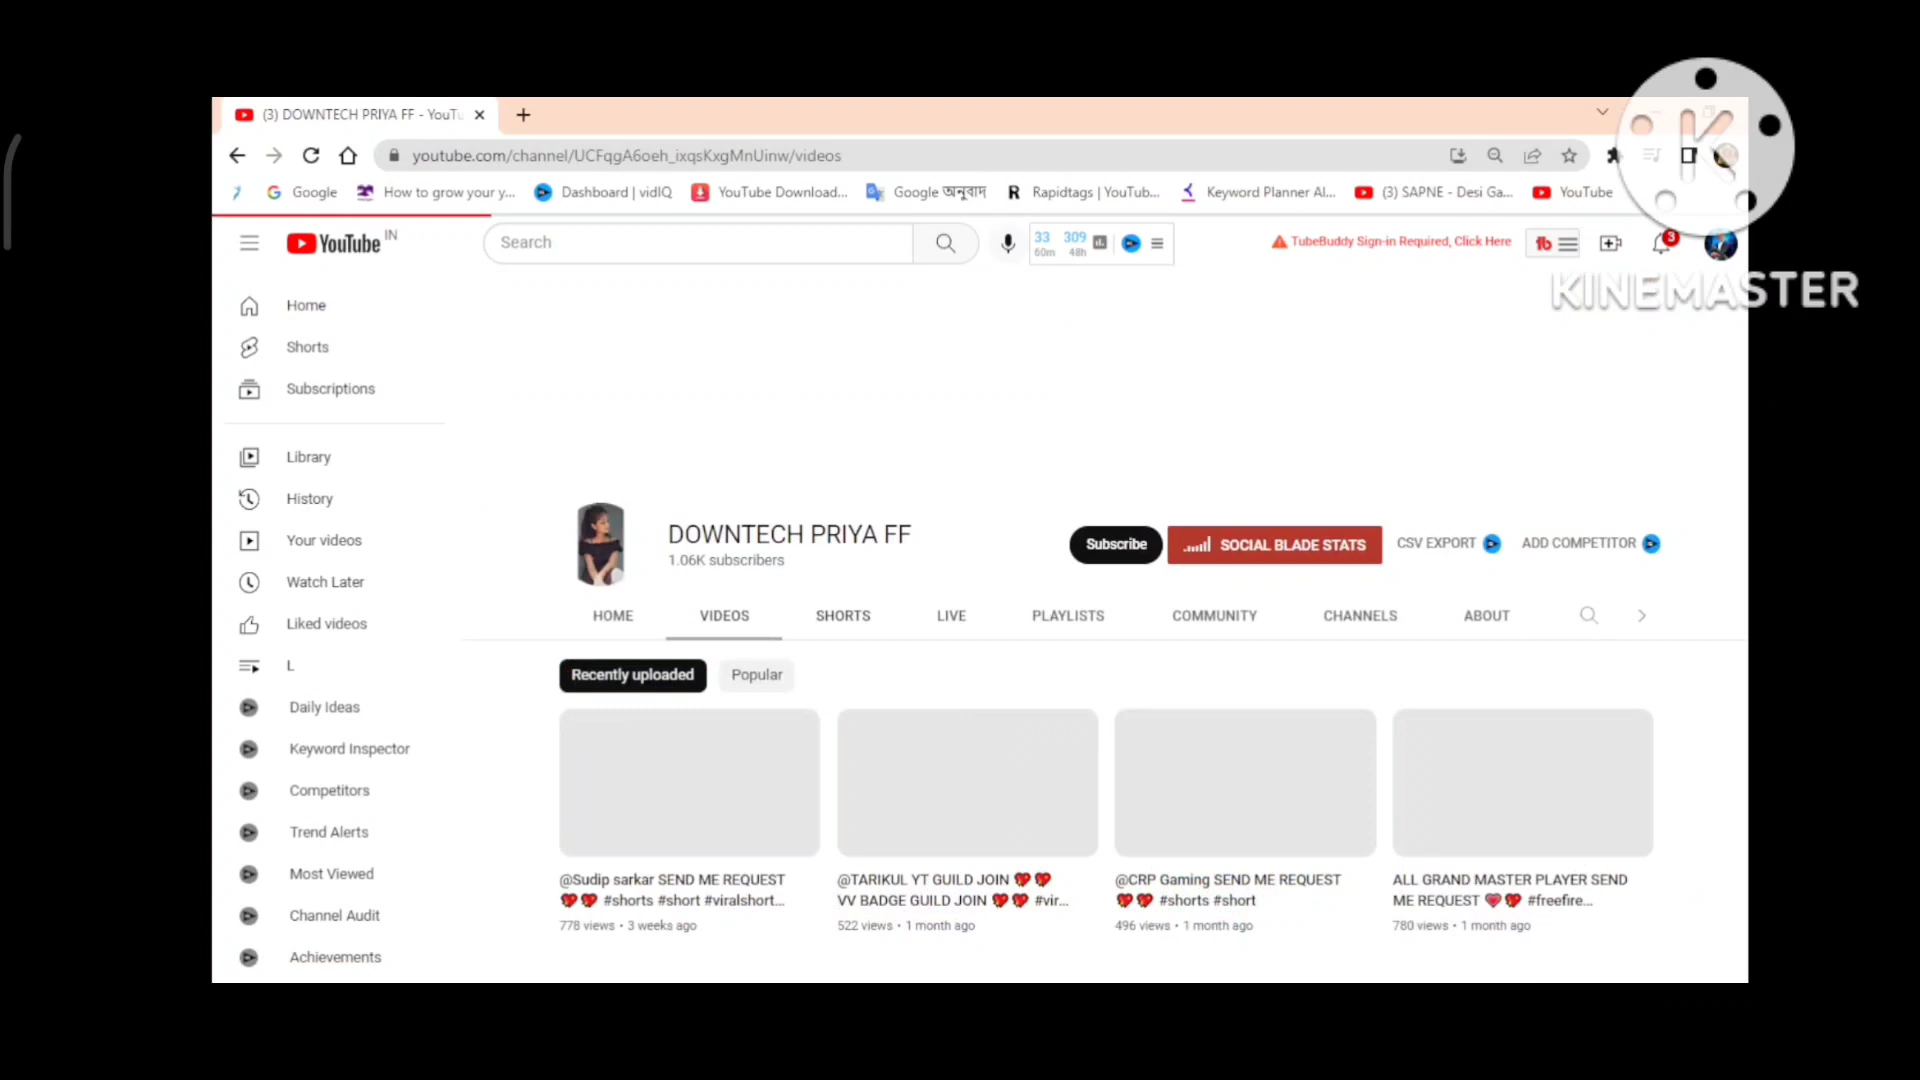 (3) DOWNTECH PRIYA FF - YouTu
youtube.com/channel/UCFqgA6oeh_ixqsKxgMnUinw/videos
Google
How to grow your y...
Dashboard | vidIQ
YouTube Download...
Google অনুবাদ
Rapidtags | YouTub...
Keyword Planner Al...
(3) SAPNE - Desi Ga...
YouTube
YouTube IN
Search
33 309
60m 48h
TubeBuddy Sign-in Required, Click Here
tb
3
KINEMASTER
Home
Shorts
Subscriptions
Library
History
Your videos
Watch Later
Liked videos
L
Daily Ideas
Keyword Inspector
Competitors
Trend Alerts
Most Viewed
Channel Audit
Achievements
DOWNTECH PRIYA FF
1.06K subscribers
Subscribe
SOCIAL BLADE STATS
CSV EXPORT
ADD COMPETITOR
HOME VIDEOS SHORTS LIVE PLAYLISTS COMMUNITY CHANNELS ABOUT
Recently uploaded Popular
@Sudip sarkar SEND ME REQUEST
💖💖 #shorts #short #viralshort...
778 views • 3 weeks ago
@TARIKUL YT GUILD JOIN 💖💖
VV BADGE GUILD JOIN 💖💖 #vir...
522 views • 1 month ago
@CRP Gaming SEND ME REQUEST
💖💖 #shorts #short
496 views • 1 month ago
ALL GRAND MASTER PLAYER SEND
ME REQUEST 💗💖 #freefire...
780 views • 1 month ago